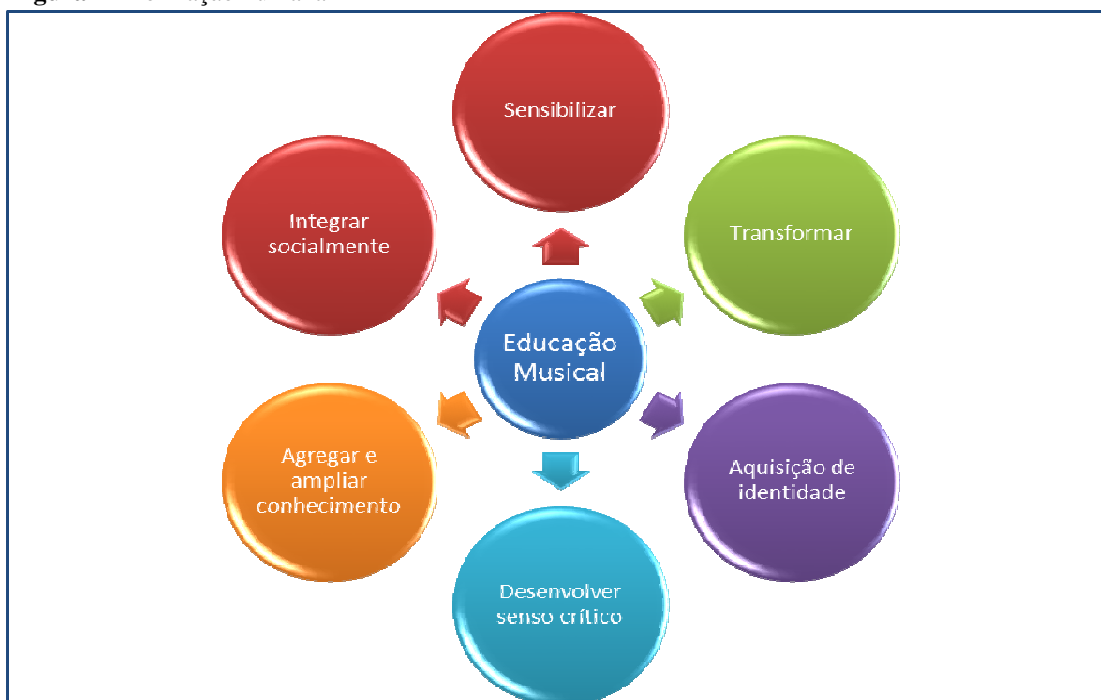 Sensibilizar
Transformar
Aquisição de
identidade
Desenvolver
senso crítico
Agregar e
ampliar
conhecimento
Integrar
socialmente
Educação
Musical